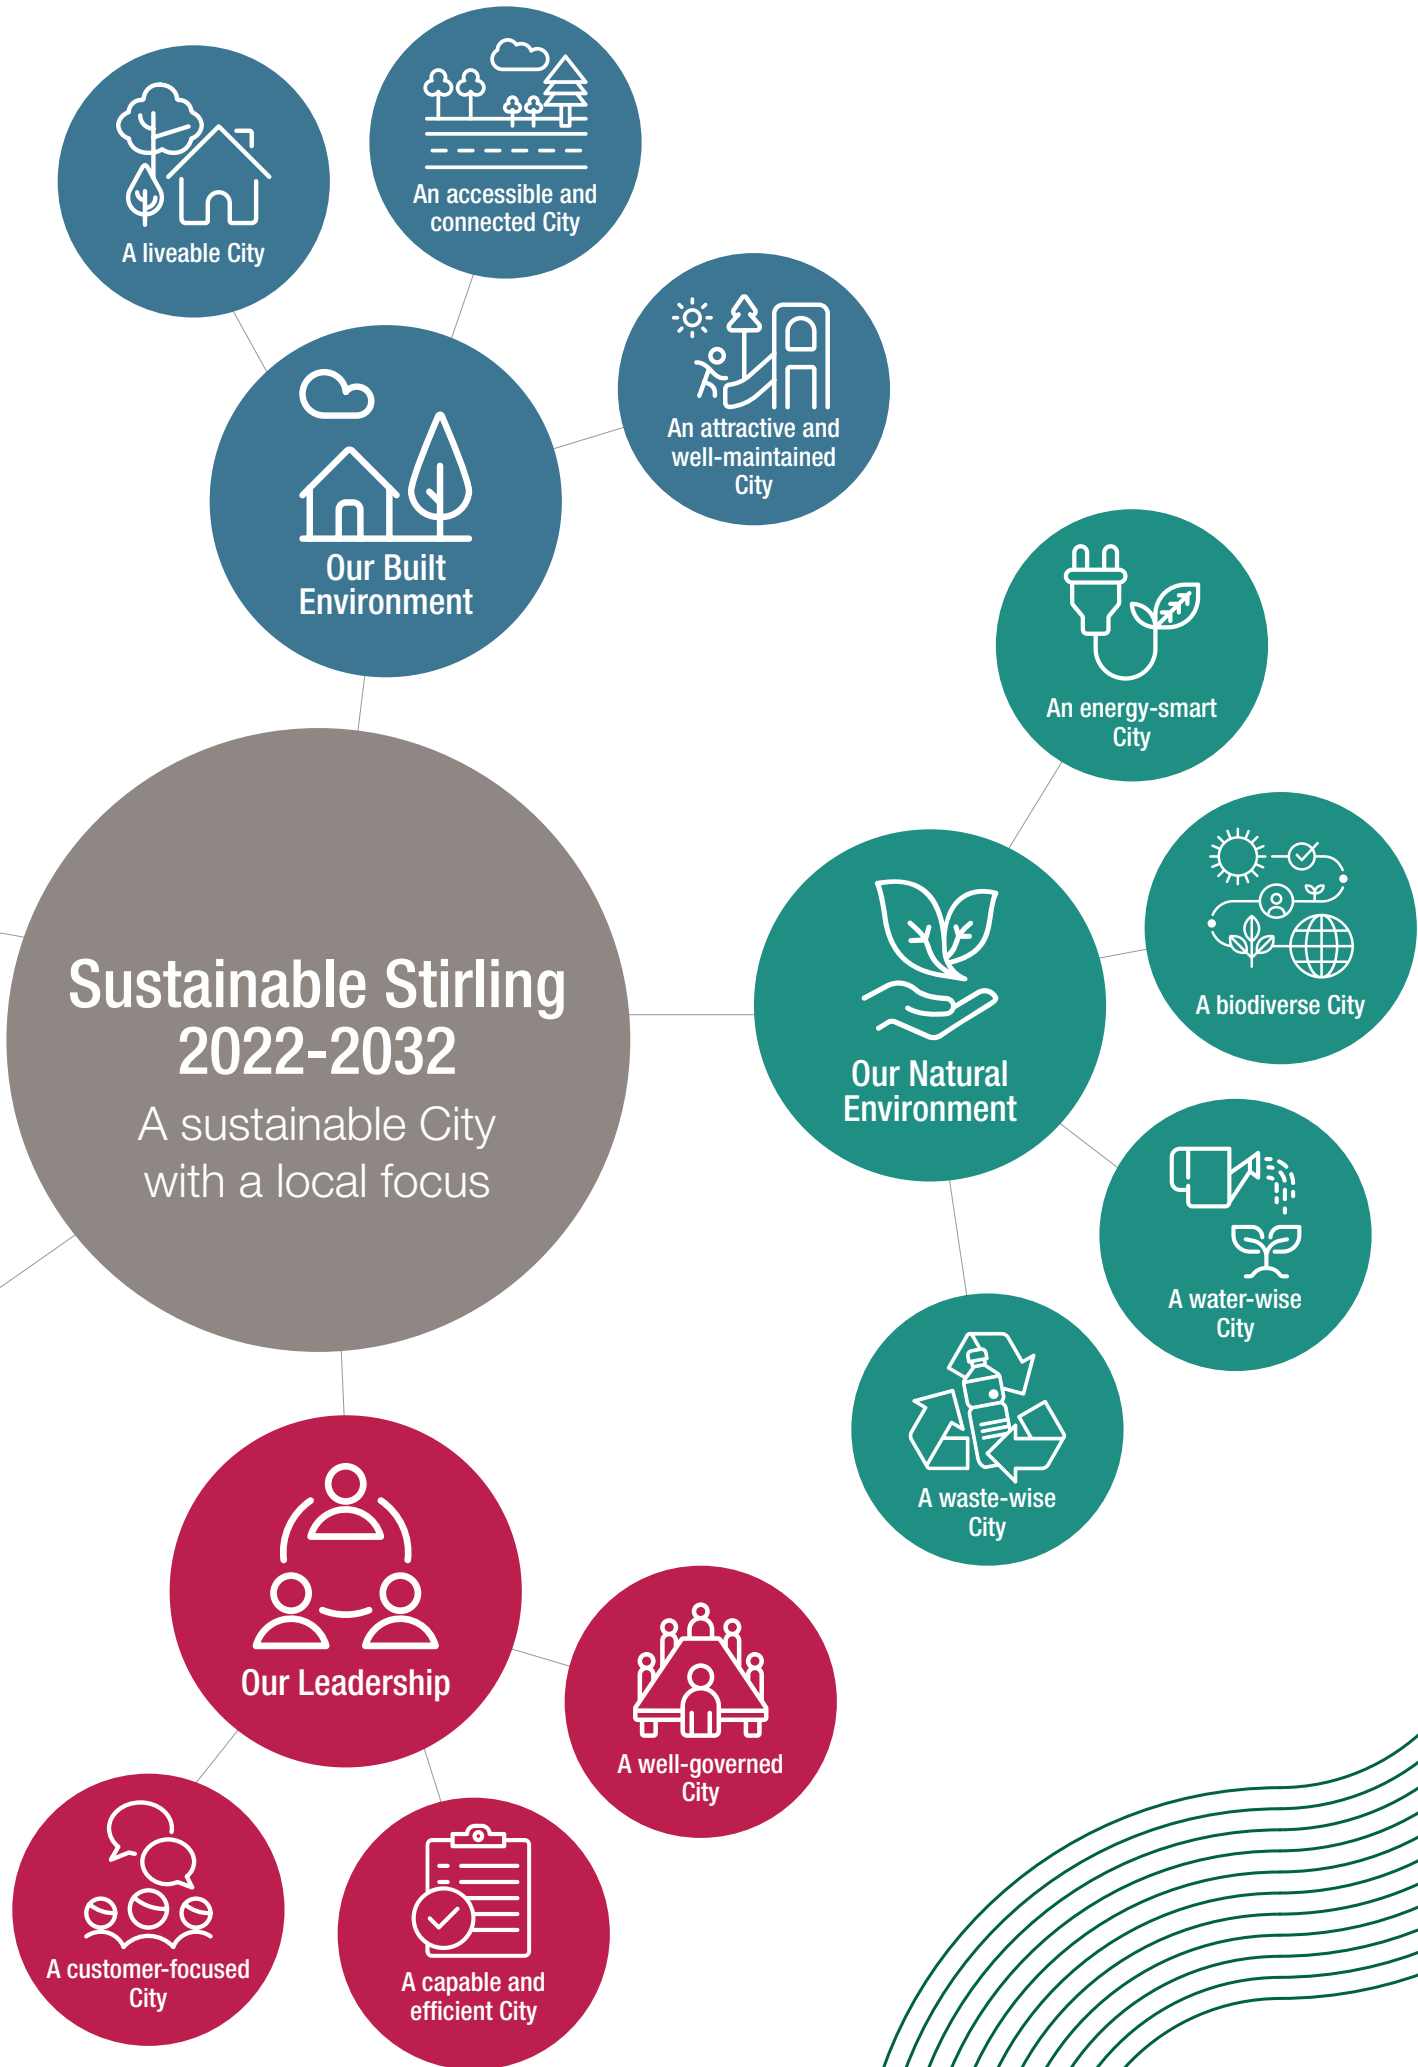 A liveable City
An accessible and
connected City
An attractive and
well-maintained
City
Our Built
Environment
An energy-smart
City
A biodiverse City
Sustainable Stirling
2022-2032
A sustainable City
with a local focus
Our Natural
Environment
A water-wise
City
A waste-wise
City
Our Leadership
A well-governed
City
A customer-focused
City
A capable and
efficient City